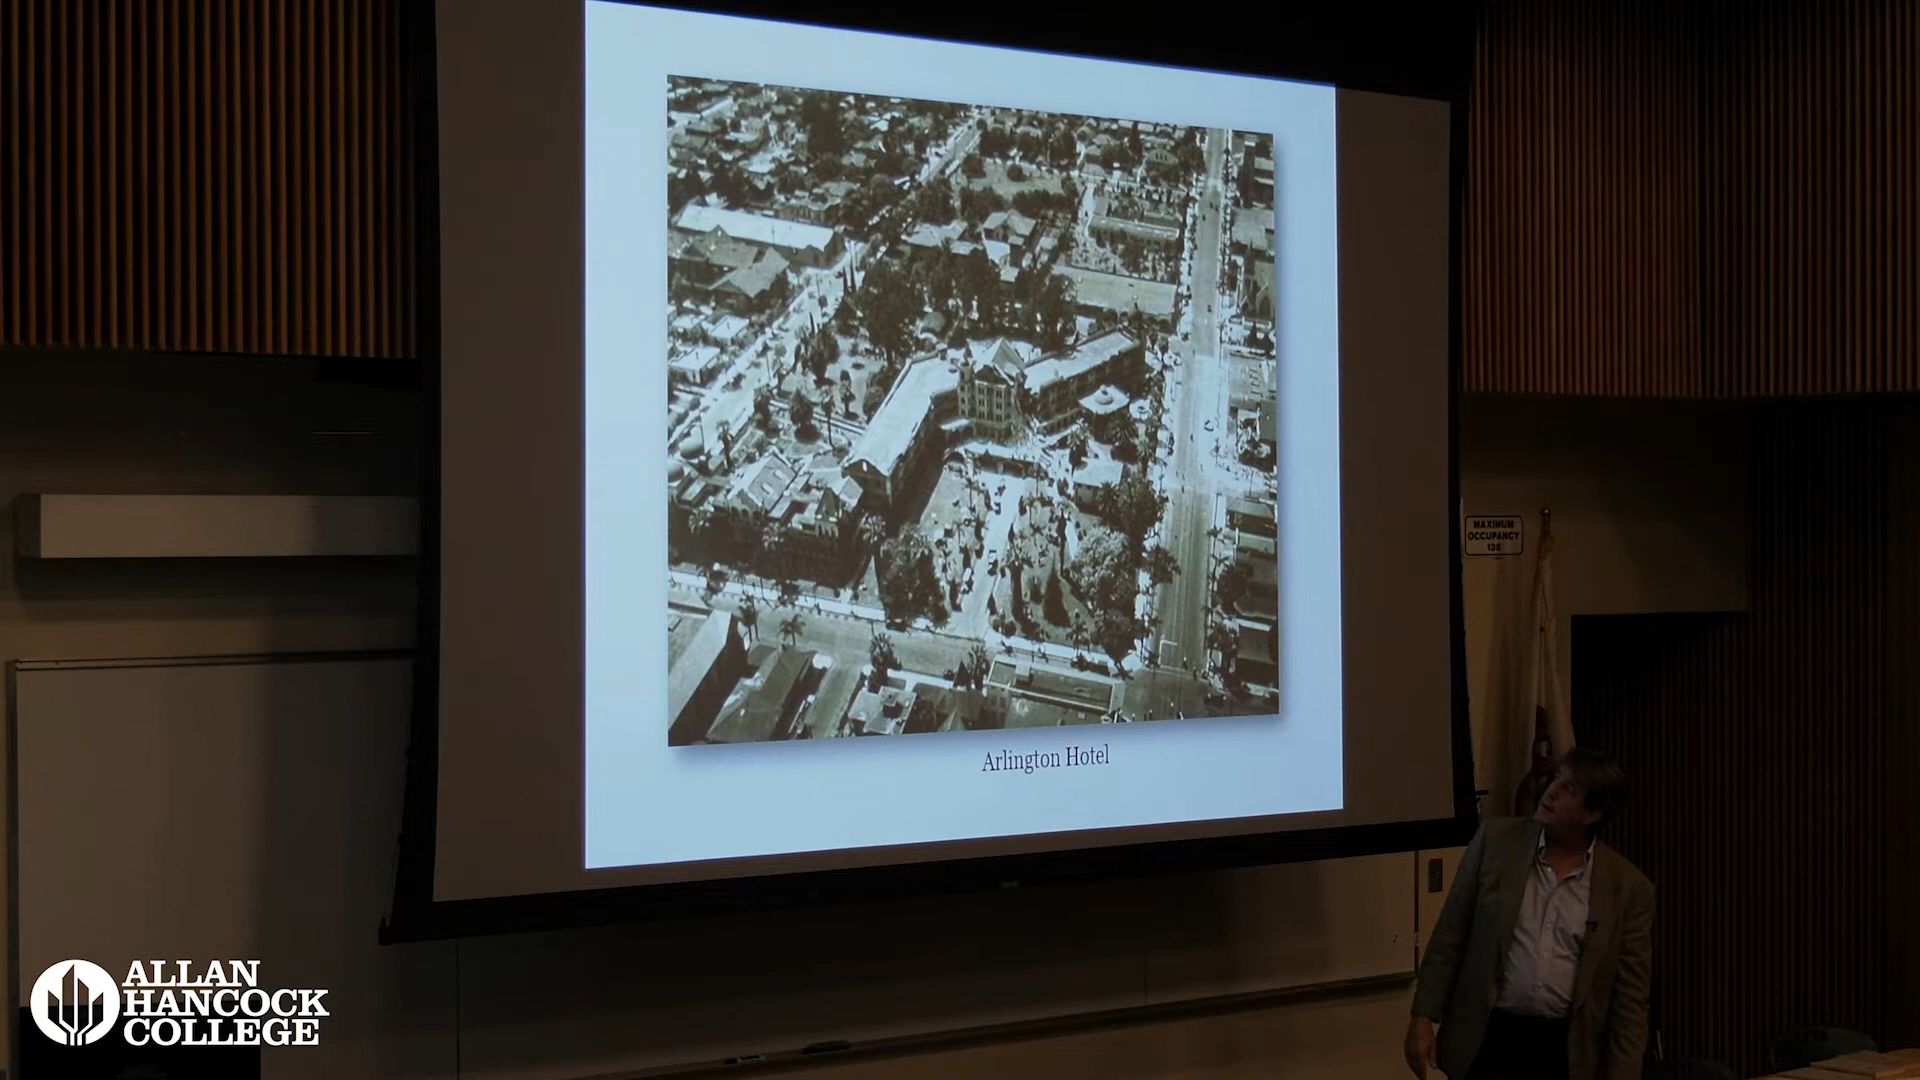 Arlington Hotel
MAXIMUM
OCCUPANCY
138
ALLAN
HANCOCK
COLLEGE